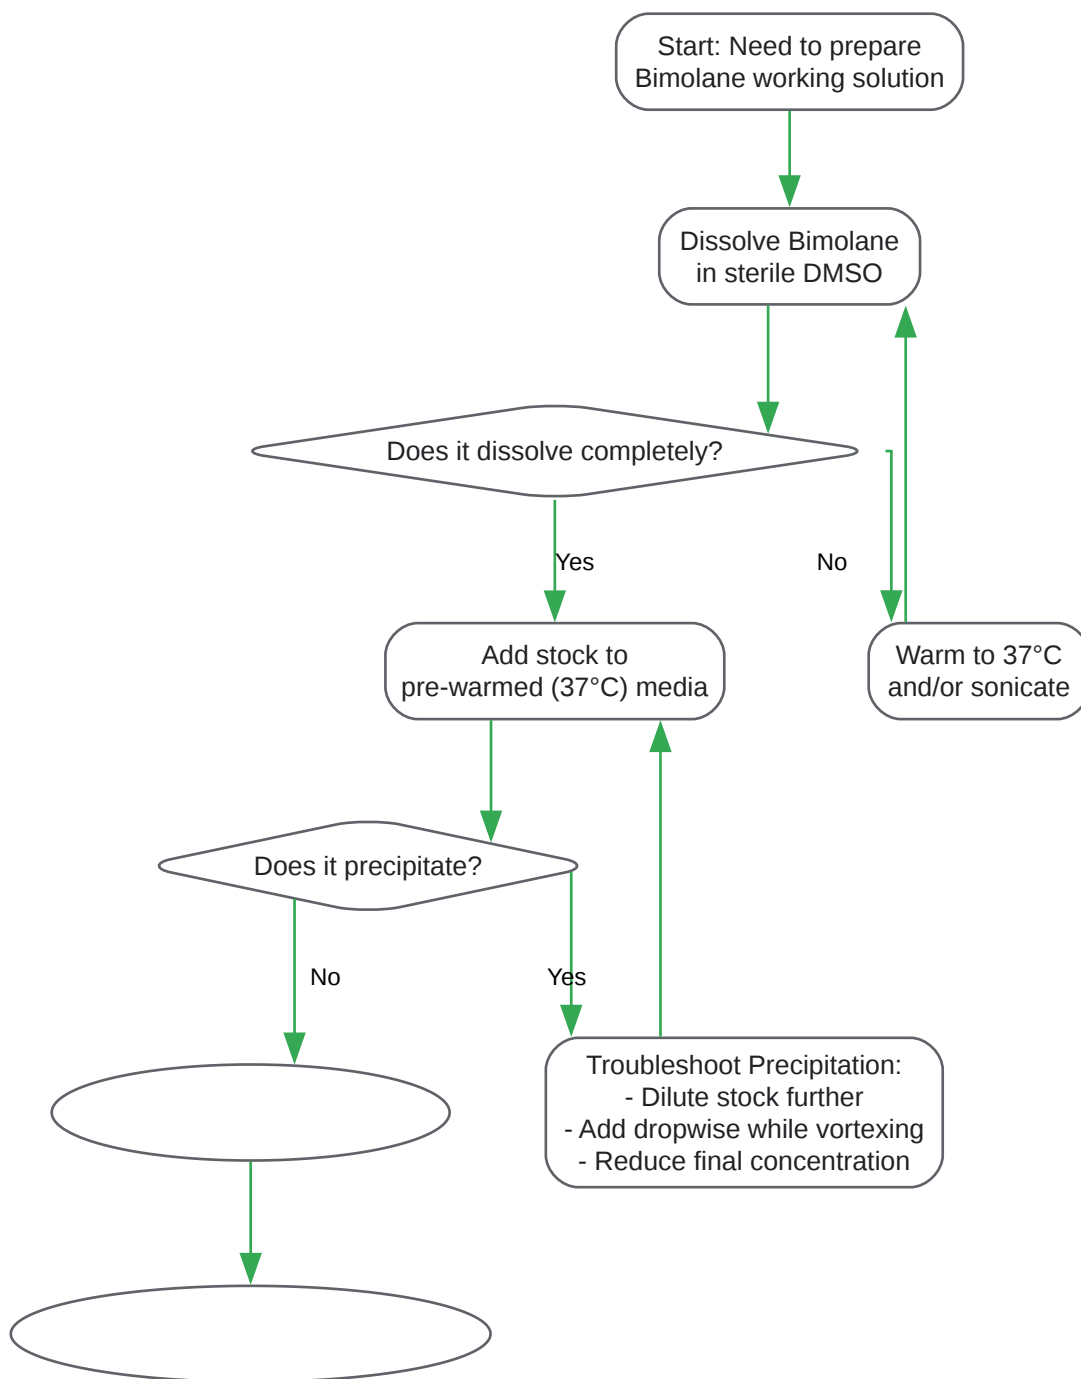 Start: Need to prepare
Bimolane working solution
Dissolve Bimolane
in sterile DMSO
Does it dissolve completely?
Yes
No
Add stock to
pre-warmed (37°C) media
Warm to 37°C
and/or sonicate
Does it precipitate?
No
Yes
Troubleshoot Precipitation:
- Dilute stock further
- Add dropwise while vortexing
- Reduce final concentration